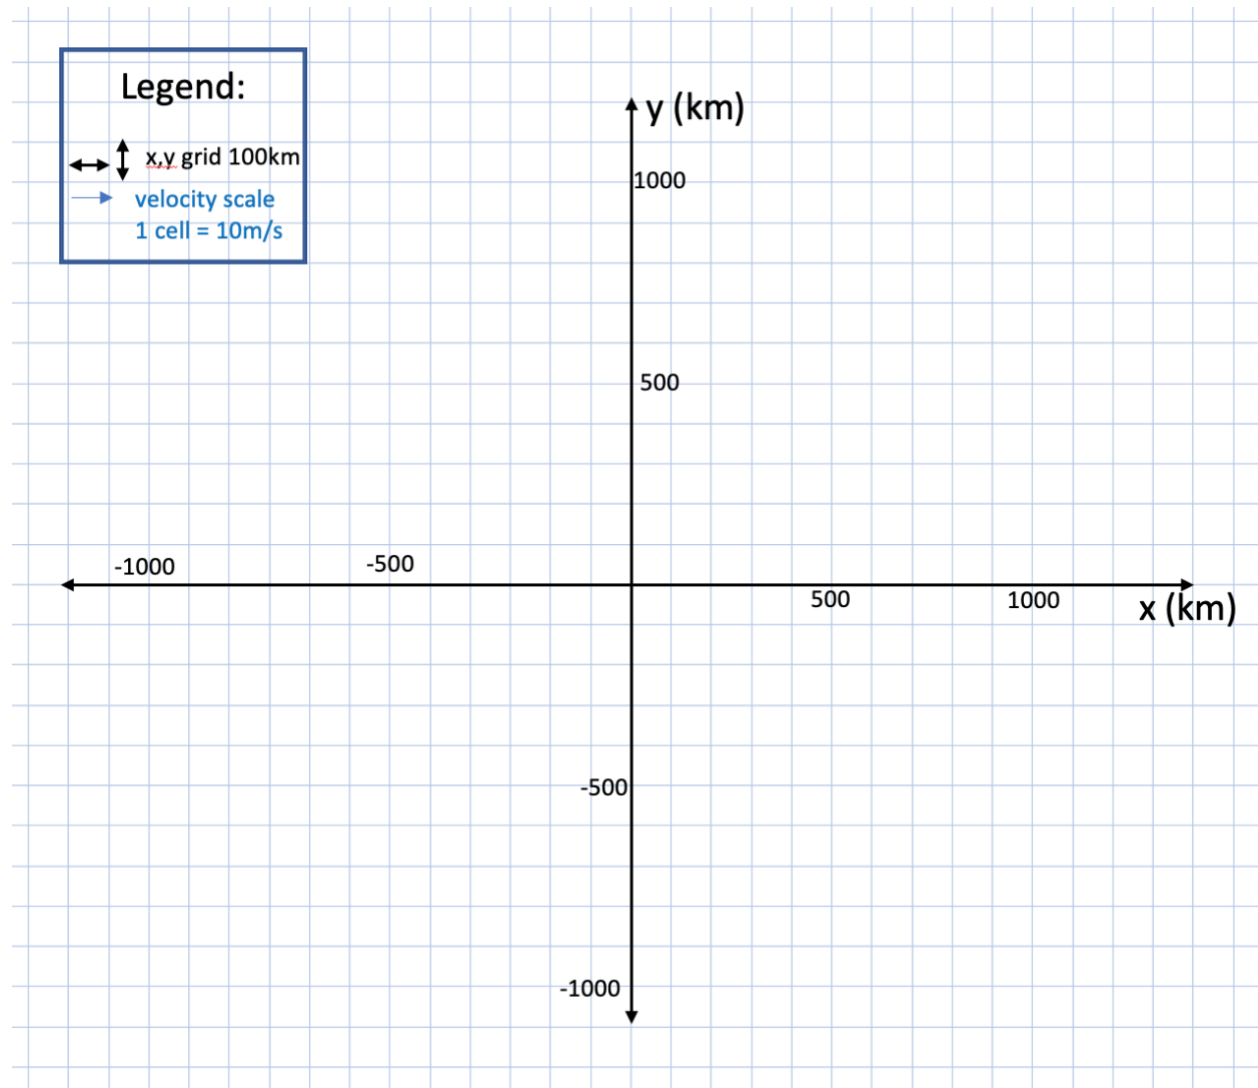 Legend:
x,y grid 100km
velocity scale
1 cell = 10m/s
y (km)
1000
500
-1000
-500
500
1000
x (km)
-500
-1000